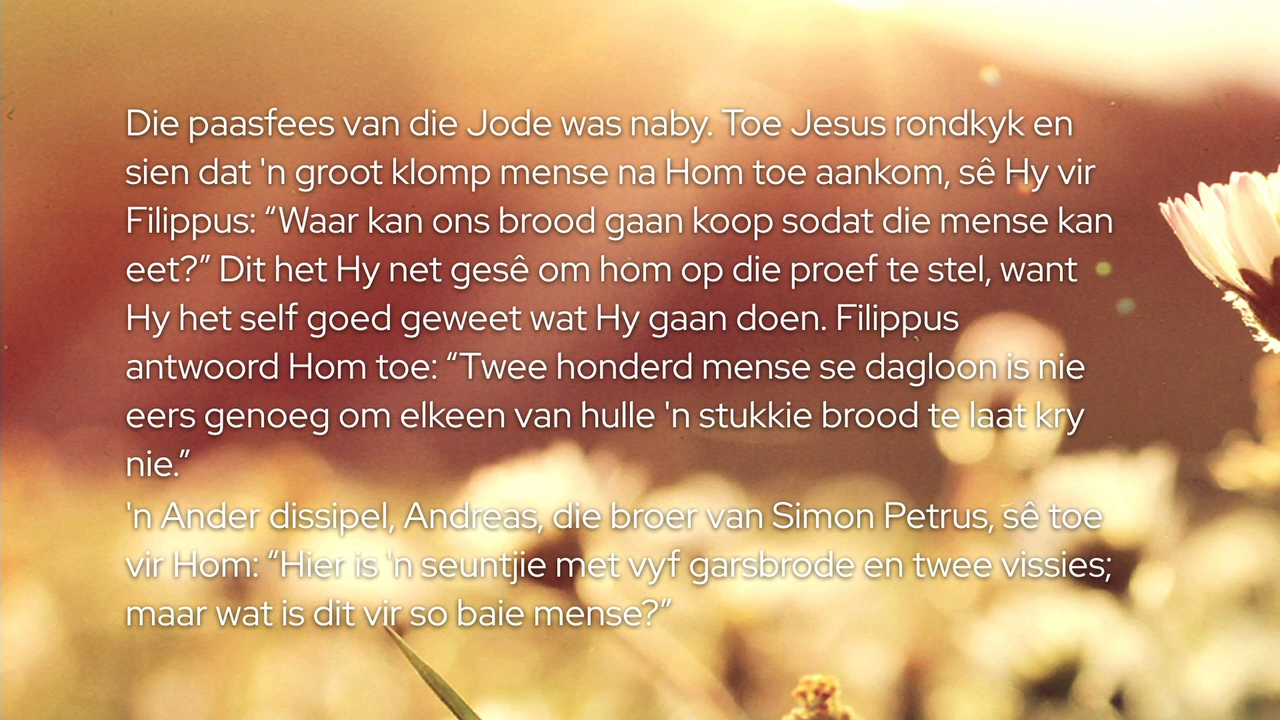 Die paasfees van die Jode was naby. Toe Jesus rondkyk en
sien dat 'n groot klomp mense na Hom toe aankom, sê Hy vir
Filippus: “Waar kan ons brood gaan koop sodat die mense kan
eet?” Dit het Hy net gesê om hom op die proef te stel, want
Hy het self goed geweet wat Hy gaan doen. Filippus
antwoord Hom toe: “Twee honderd mense se dagloon is nie
eers genoeg om elkeen van hulle 'n stukkie brood te laat kry
nie.”
'n Ander dissipel, Andreas, die broer van Simon Petrus, sê toe
vir Hom: “Hier is 'n seuntjie met vyf garsbrode en twee vissies;
maar wat is dit vir so baie mense?”